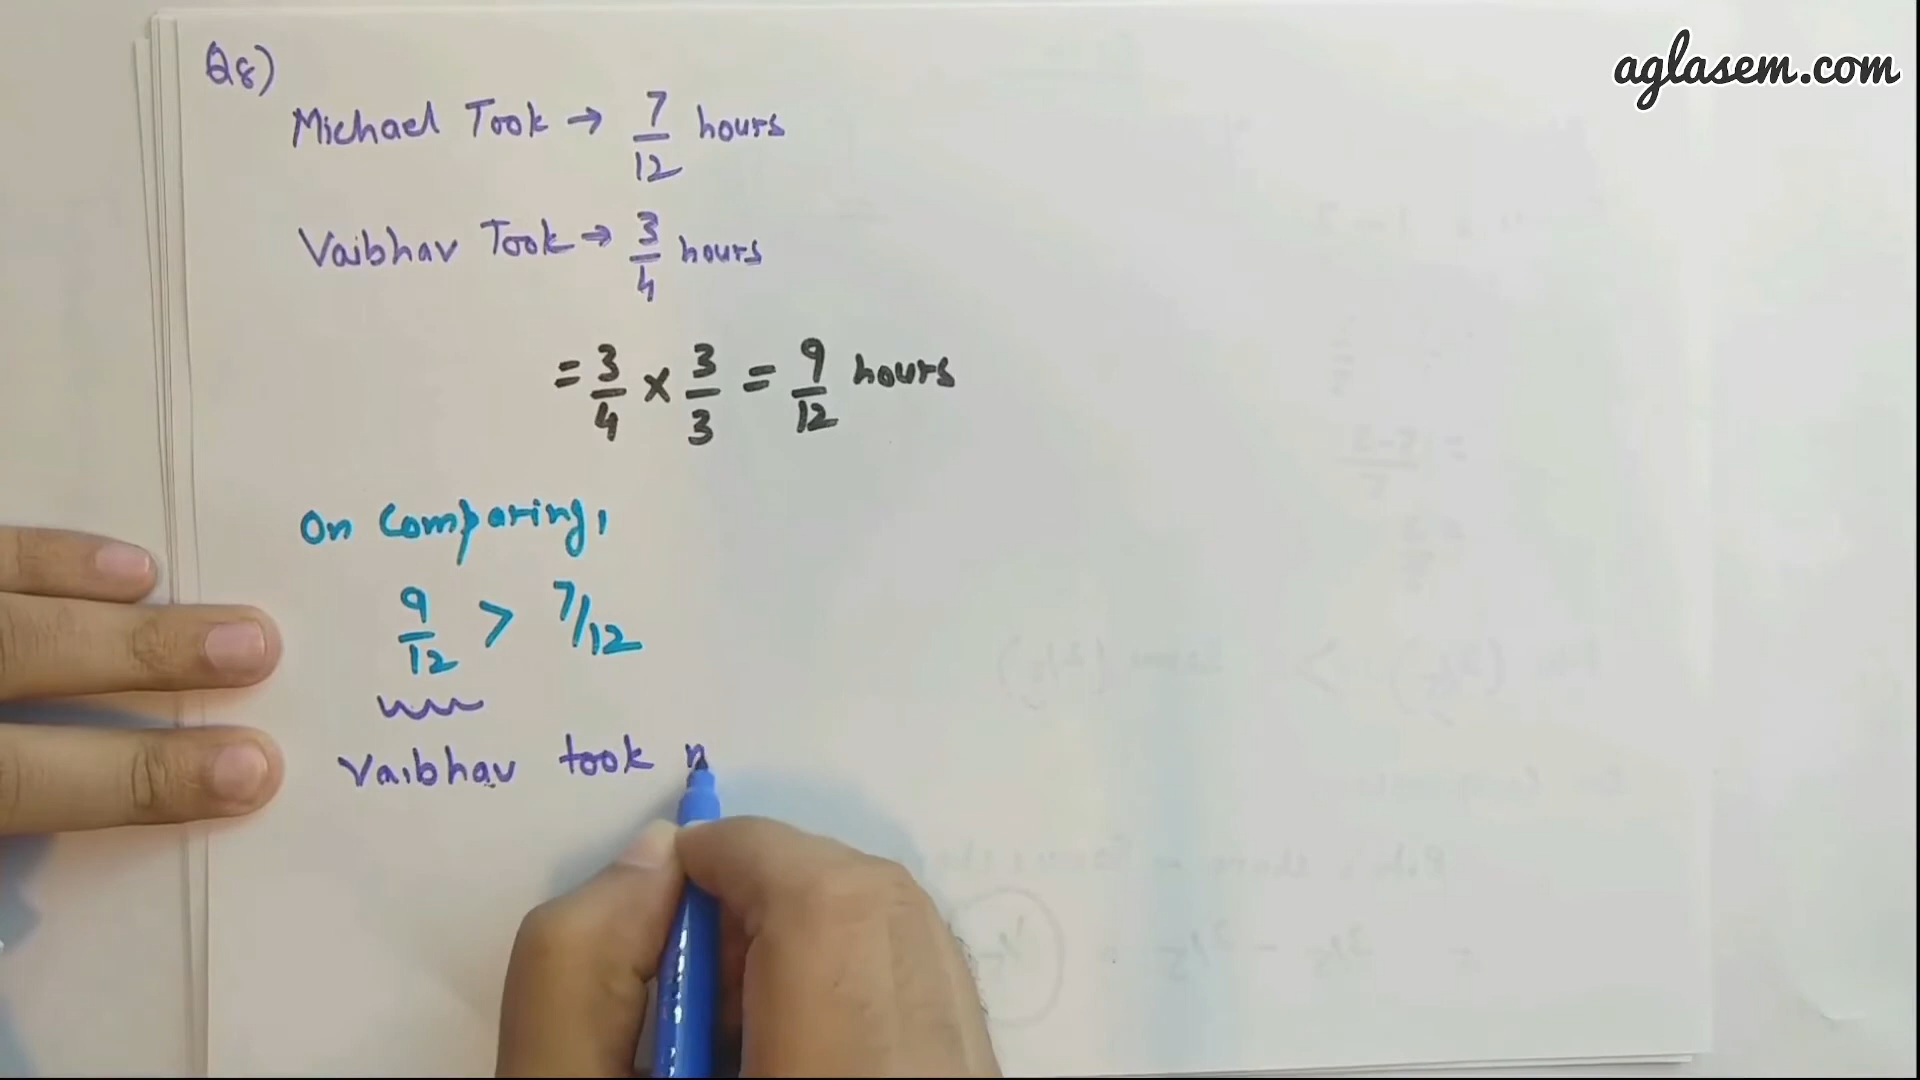 aglasem.com
Q8)
Michael Took → 7/12 hours
Vaibhav Took → 3/4 hours
= 3/4 × 3/3 = 9/12 hours
On Comparing,
9/12 > 7/12
Vaibhav took